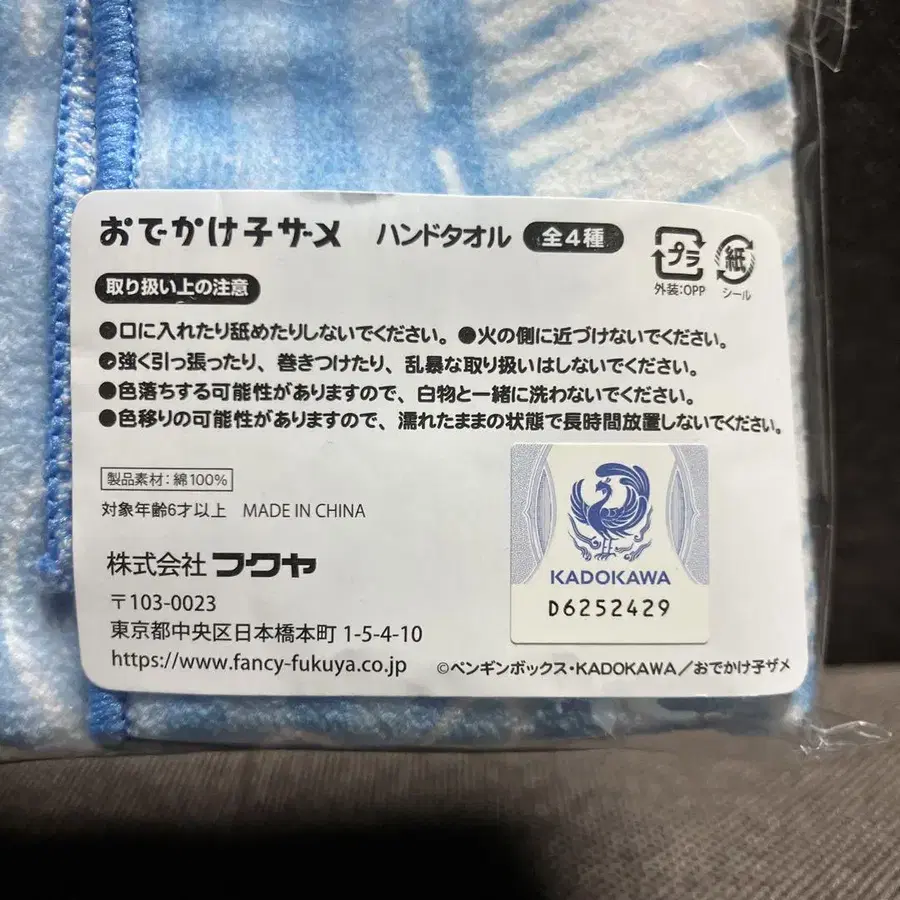 おでかけ子ザメ ハンドタオル 全4種
プラ
外装:OPP
紙
シール
取り扱い上の注意
●口に入れたり舐めたりしないでください。●火の側に近づけないでください。
●強く引っ張ったり、巻きつけたり、乱暴な取り扱いはしないでください。
●色落ちする可能性がありますので、白物と一緒に洗わないでください。
●色移りの可能性がありますので、濡れたままの状態で長時間放置しないでください。
製品素材:綿100%
対象年齢6才以上 MADE IN CHINA
株式会社フクヤ
〒103-0023
東京都中央区日本橋本町 1-5-4-10
https://www.fancy-fukuya.co.jp
KADOKAWA
D6252429
©ペンギンボックス・KADOKAWA/おでかけ子ザメ